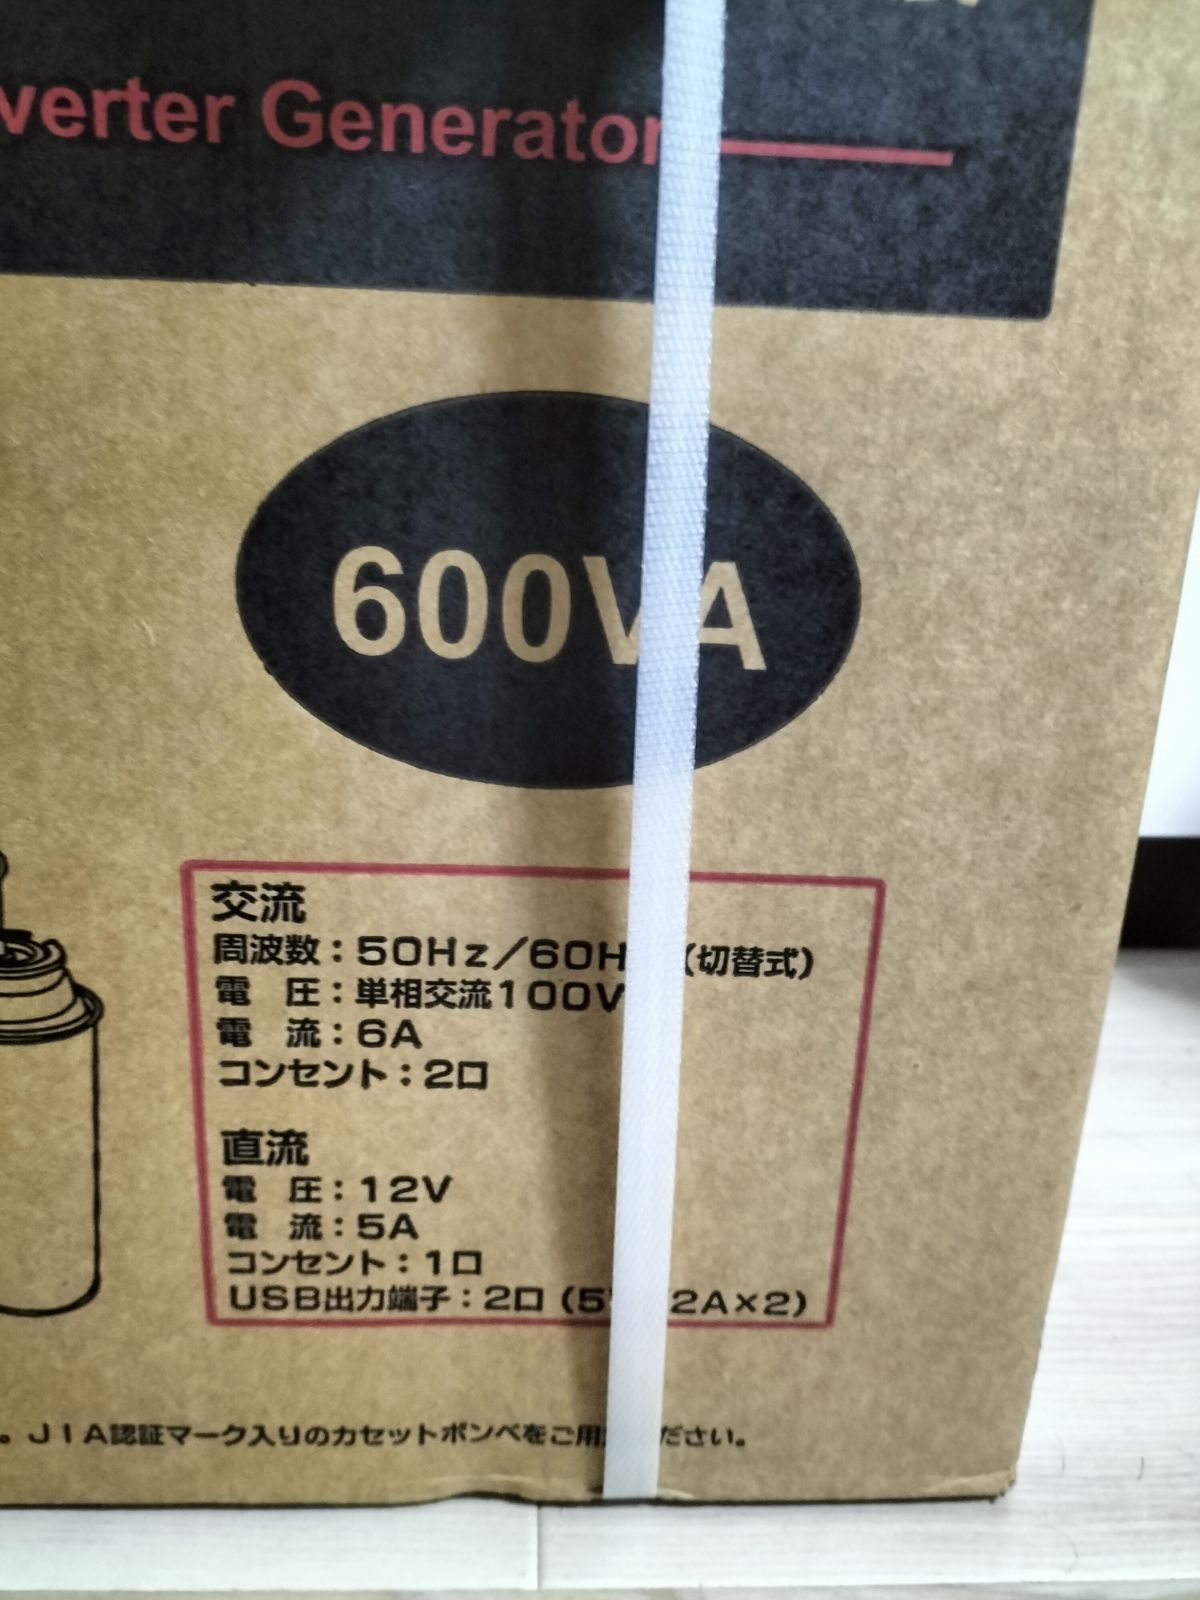 verter Generator
600VA
交流
周波数：50Hz／60H (切替式)
電 圧：単相交流100V
電 流：6A
コンセント：2口
直流
電 圧：12V
電 流：5A
コンセント：1口
USB出力端子：2口 (5 2A×2)
。JIA認証マーク入りのカセットボンベをご用 ださい。